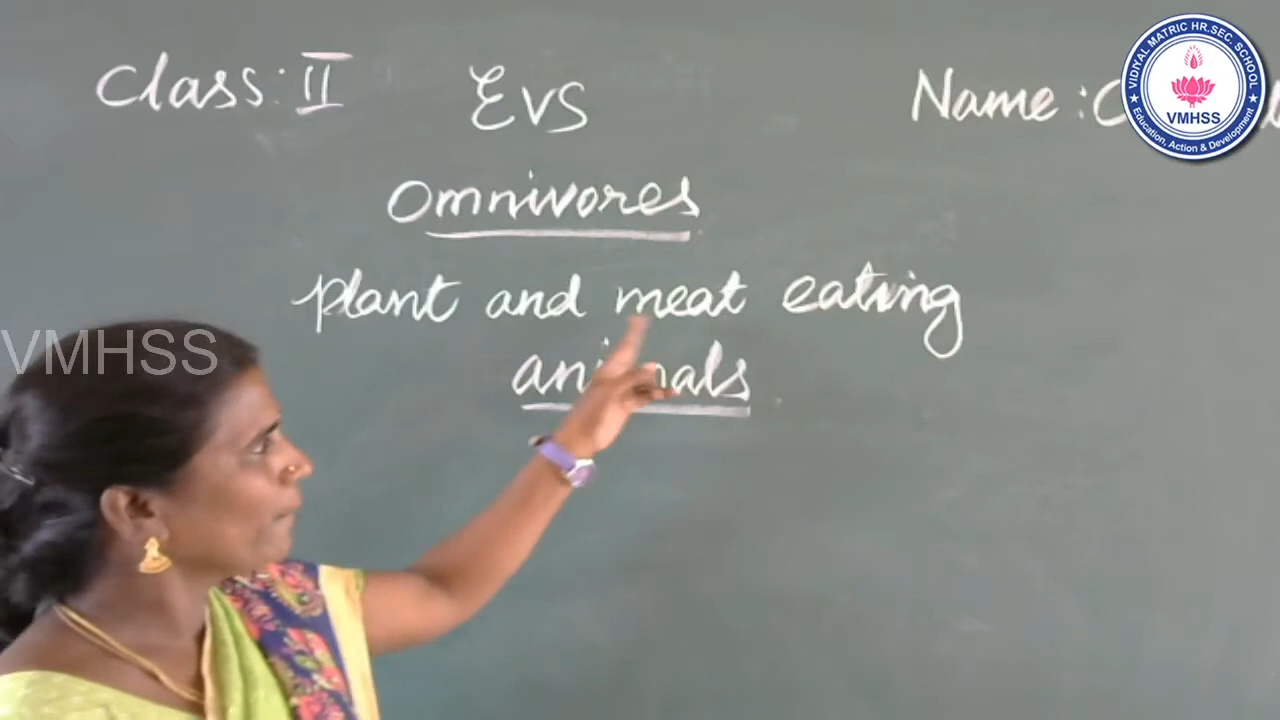 Class: II EVS Name:
Omnivores
plant and meat eating
animals
VMHSS
VIDIYAL MATRIC HR.SEC. SCHOOL
VMHSS
Education, Action & Development